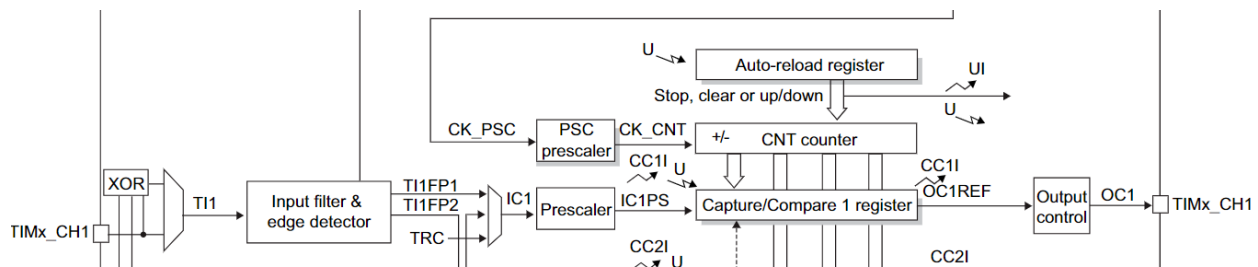 U
Auto-reload register
UI
Stop, clear or up/down
U
CK_PSC
PSC
prescaler
CK_CNT
+/-
CNT counter
CC1I
U
CC1I
XOR
TI1
Input filter &
edge detector
TI1FP1
TI1FP2
TRC
IC1
Prescaler
IC1PS
Capture/Compare 1 register
OC1REF
Output
control
OC1
TIMx_CH1
TIMx_CH1
CC2I
U
CC2I